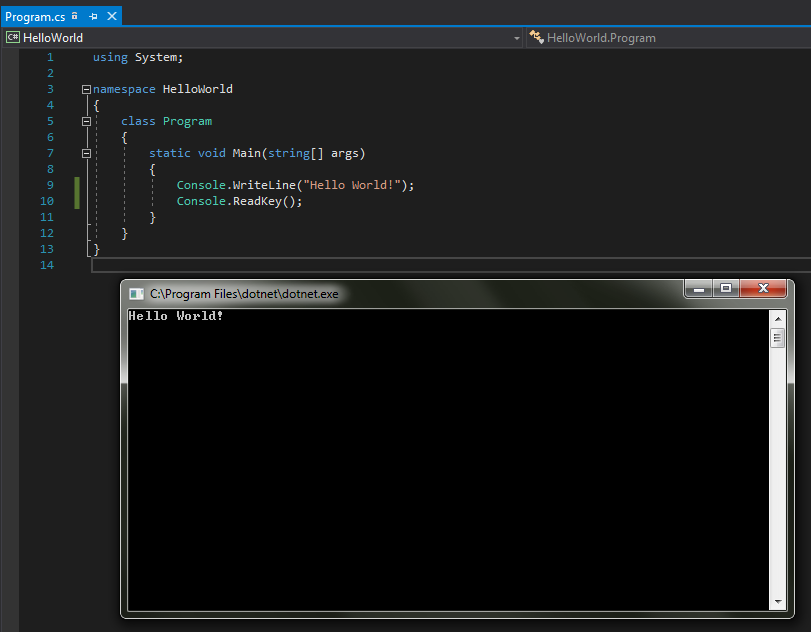 Program.cs
HelloWorld HelloWorld.Program
1 using System;
2
3 namespace HelloWorld
4 {
5 class Program
6 {
7 static void Main(string[] args)
8 {
9 Console.WriteLine("Hello World!");
10 Console.ReadKey();
11 }
12 }
13 }
14
C:\Program Files\dotnet\dotnet.exe
Hello World!